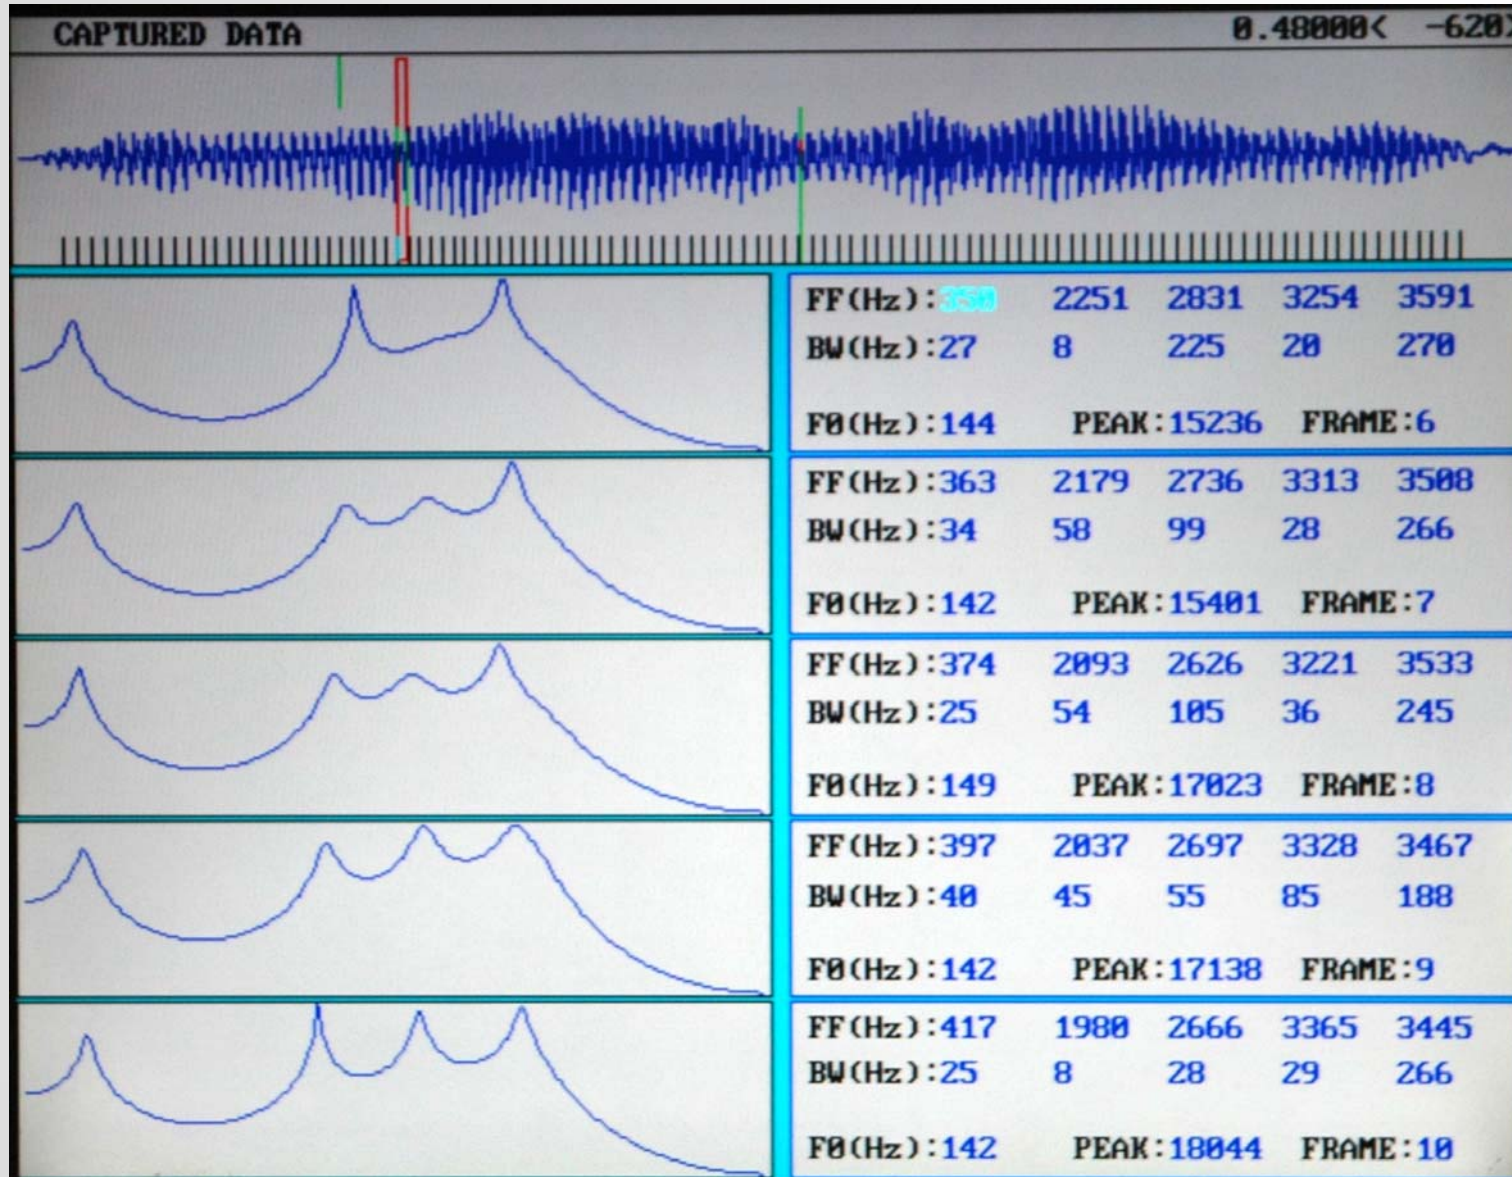 CAPTURED DATA 0.48000< -620
FF(Hz):350 2251 2831 3254 3591
BW(Hz):27 8 225 20 270
F0(Hz):144 PEAK:15236 FRAME:6
FF(Hz):363 2179 2736 3313 3508
BW(Hz):34 58 99 28 266
F0(Hz):142 PEAK:15401 FRAME:7
FF(Hz):374 2093 2626 3221 3533
BW(Hz):25 54 105 36 245
F0(Hz):149 PEAK:17023 FRAME:8
FF(Hz):397 2037 2697 3328 3467
BW(Hz):40 45 55 85 188
F0(Hz):142 PEAK:17138 FRAME:9
FF(Hz):417 1980 2666 3365 3445
BW(Hz):25 8 28 29 266
F0(Hz):142 PEAK:18044 FRAME:10